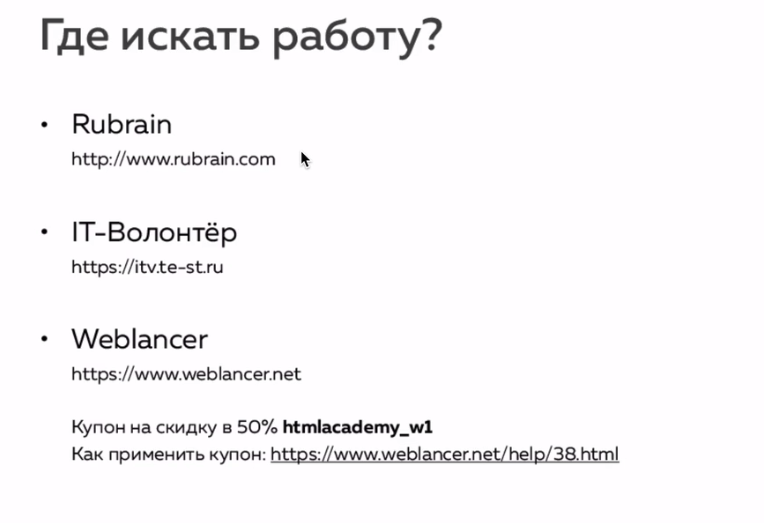 Где искать работу?
• Rubrain
http://www.rubrain.com
• IT-Волонтёр
https://itv.te-st.ru
• Weblancer
https://www.weblancer.net
Купон на скидку в 50% htmlacademy_w1
Как применить купон: https://www.weblancer.net/help/38.html